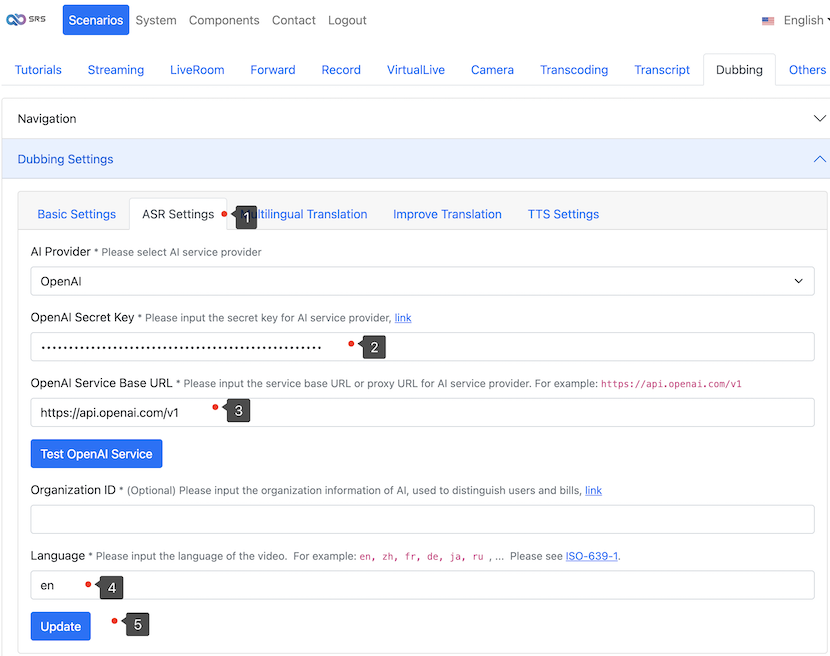 SRS Scenarios System Components Contact Logout English
Tutorials Streaming LiveRoom Forward Record VirtualLive Camera Transcoding Transcript Dubbing Others
Navigation
Dubbing Settings
Basic Settings ASR Settings 1 ultilingual Translation Improve Translation TTS Settings
AI Provider * Please select AI service provider
OpenAI
OpenAI Secret Key * Please input the secret key for AI service provider, link
2
OpenAI Service Base URL * Please input the service base URL or proxy URL for AI service provider. For example: https://api.openai.com/v1
https://api.openai.com/v1 3
Test OpenAI Service
Organization ID * (Optional) Please input the organization information of AI, used to distinguish users and bills, link
Language * Please input the language of the video. For example: en, zh, fr, de, ja, ru , ... Please see ISO-639-1.
en 4
Update 5